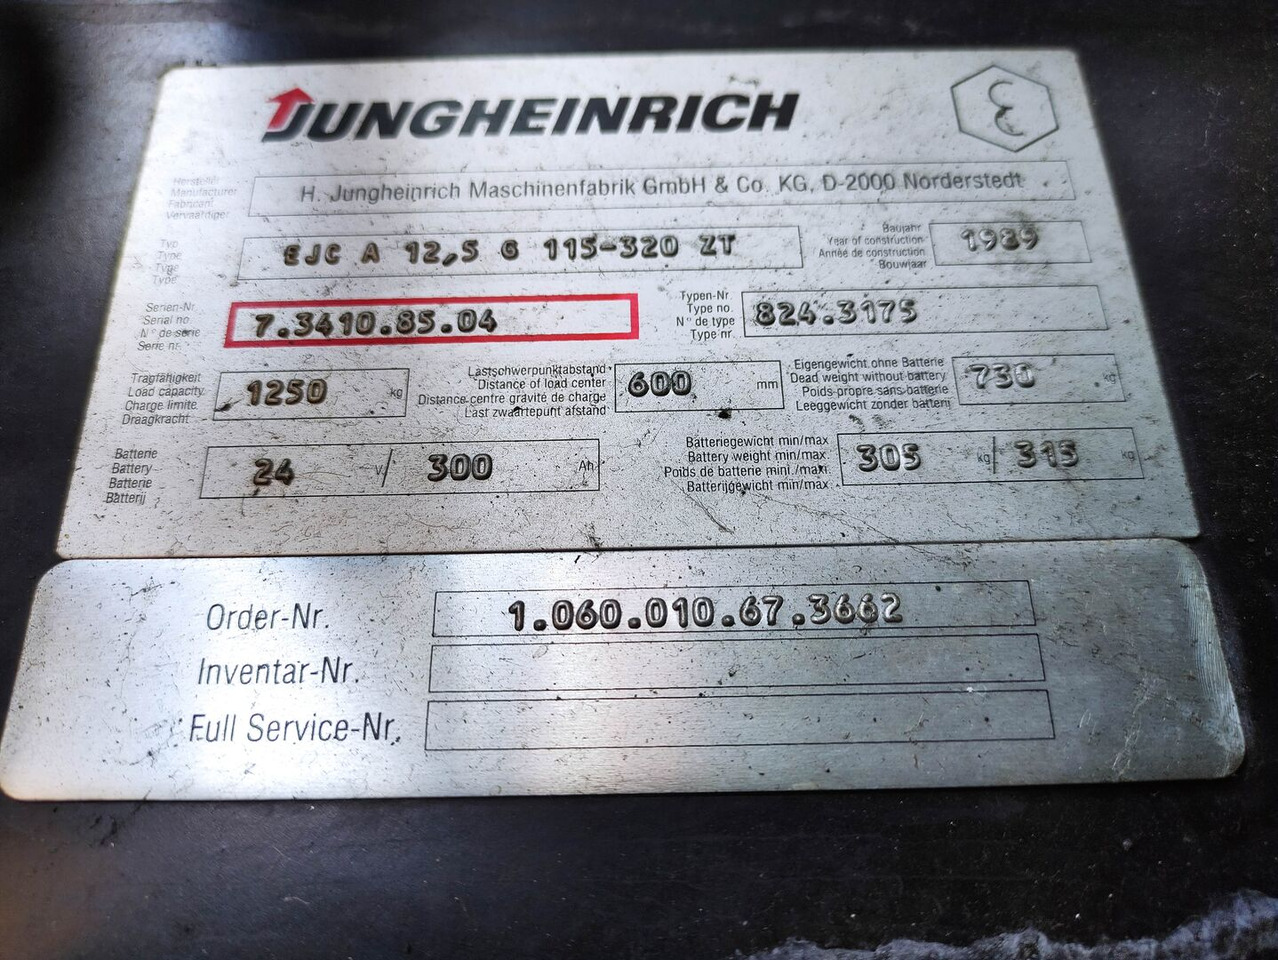 JUNGHEINRICH
Hersteller
Manufacturer
Fabricant
Vervaardiger
H. Jungheinrich Maschinenfabrik GmbH & Co. KG, D-2000 Norderstedt
Typ
Type
Type
Type
EJC A 12,5 G 115-320 ZT
Baujahr
Year of construction
Année de construction
Bouwjaar
1989
Serien-Nr.
Serial no.
N° de série
Serie nr.
7.3410.85.04
Typen-Nr.
Type no.
N° de type
Type nr.
824.3175
Tragfähigkeit
Load capacity
Charge limite
Draagkracht
1250 kg
Lastschwerpunktabstand
Distance of load center
Distance-centre gravité de charge
Last zwaartepunt afstand
600 mm
Eigengewicht ohne Batterie
Dead weight without battery
Poids-propre sans-batterie
Leeggewicht zonder batterij
730 kg
Batterie
Battery
Batterie
Batterij
24 V/ 300 Ah
Batteriegewicht min/max
Battery weight min/max
Poids de batterie mini./maxi.
Batterijgewicht min/max
305 kg/ 315 kg
Order-Nr. 1.060.010.67.3662
Inventar-Nr.
Full Service-Nr.